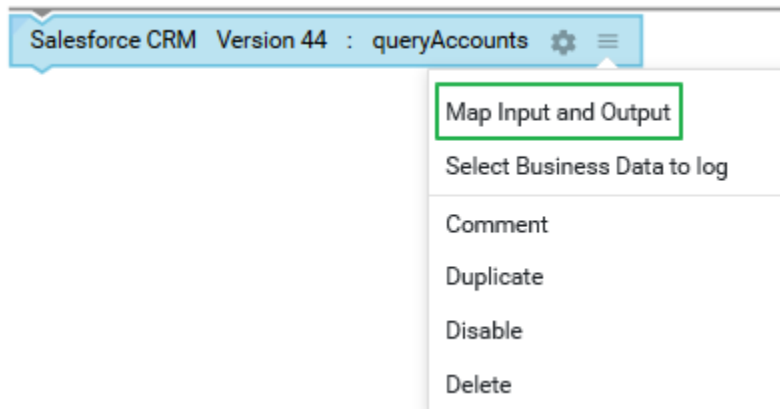 Salesforce CRM Version 44 : queryAccounts
Map Input and Output
Select Business Data to log
Comment
Duplicate
Disable
Delete